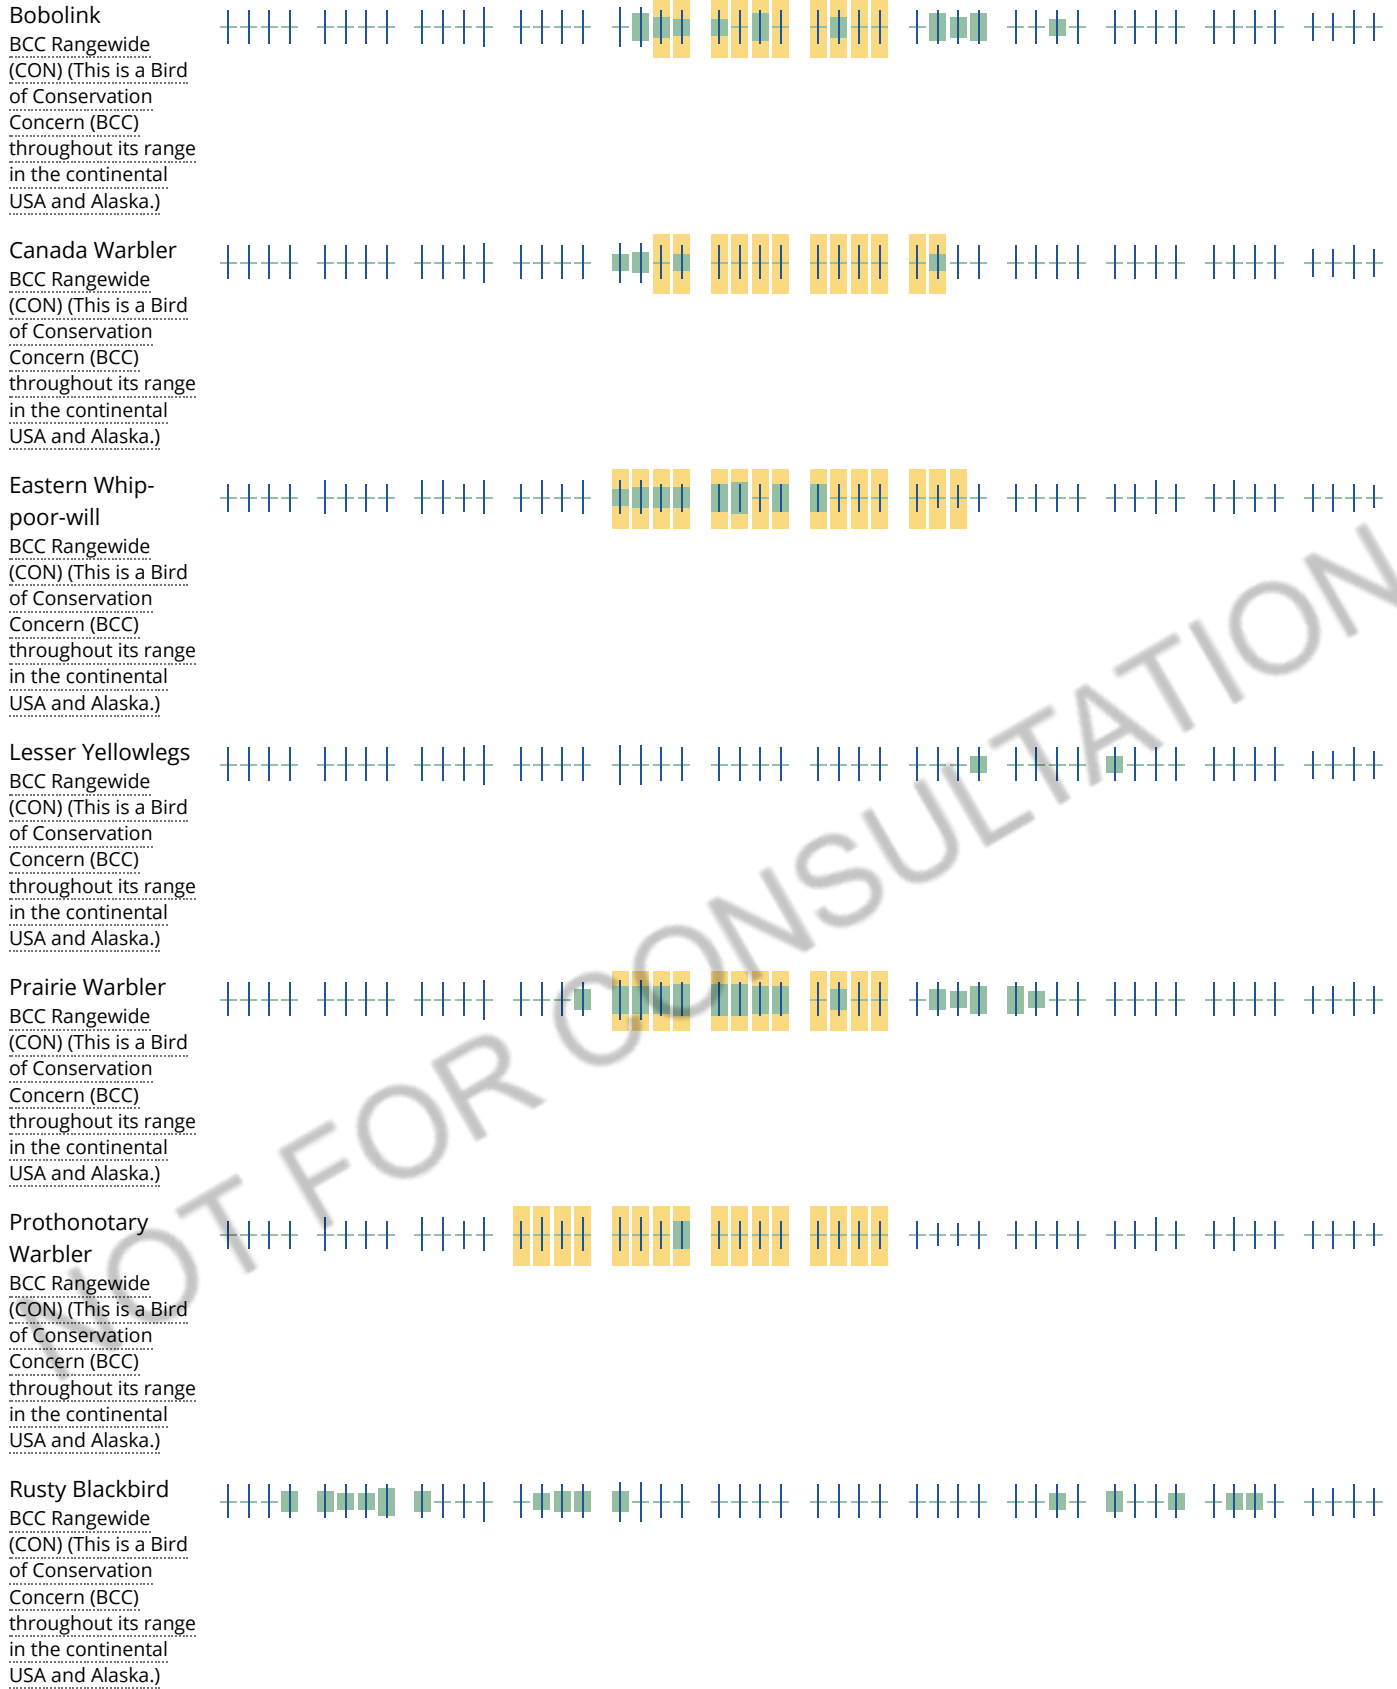 Bobolink
BCC Rangewide
(CON) (This is a Bird
of Conservation
Concern (BCC)
throughout its range
in the continental
USA and Alaska.)
Canada Warbler
BCC Rangewide
(CON) (This is a Bird
of Conservation
Concern (BCC)
throughout its range
in the continental
USA and Alaska.)
Eastern Whip-
poor-will
BCC Rangewide
(CON) (This is a Bird
of Conservation
Concern (BCC)
throughout its range
in the continental
USA and Alaska.)
Lesser Yellowlegs
BCC Rangewide
(CON) (This is a Bird
of Conservation
Concern (BCC)
throughout its range
in the continental
USA and Alaska.)
Prairie Warbler
BCC Rangewide
(CON) (This is a Bird
of Conservation
Concern (BCC)
throughout its range
in the continental
USA and Alaska.)
Prothonotary
Warbler
BCC Rangewide
(CON) (This is a Bird
of Conservation
Concern (BCC)
throughout its range
in the continental
USA and Alaska.)
Rusty Blackbird
BCC Rangewide
(CON) (This is a Bird
of Conservation
Concern (BCC)
throughout its range
in the continental
USA and Alaska.)
NOT FOR CONSULTATION